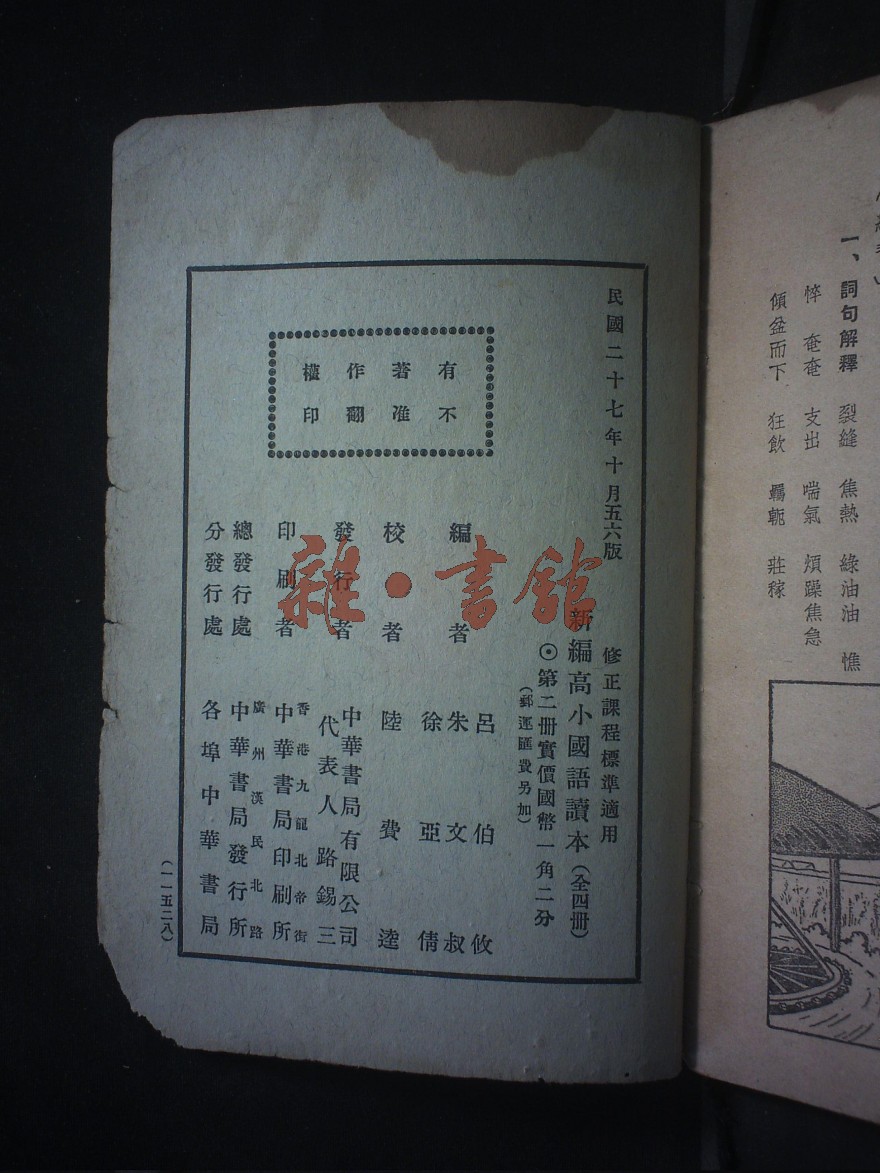 一、詞句解釋 裂縫 焦熱 綠油油 憔
悴 奄奄 支出 喘氣 煩躁焦急
傾盆而下 狂飲 羈軛 莊稼
民國二十七年十月五六版
修正課程標準適用
新編高小國語讀本(全四冊)
⊙第二冊實價國幣一角二分
(郵運匯費另加)
有著作權
不准翻印
編者 呂伯攸
朱文叔
徐亞倩
校者 陸費逵
發行者 中華書局有限公司
代表人路錫三
印刷者 香港九龍北帝街
中華書局印刷所
總發行處 廣州漢民北路
中華書局發行所
分發行處 各埠中華書局
(一一五二八)
雜·書館